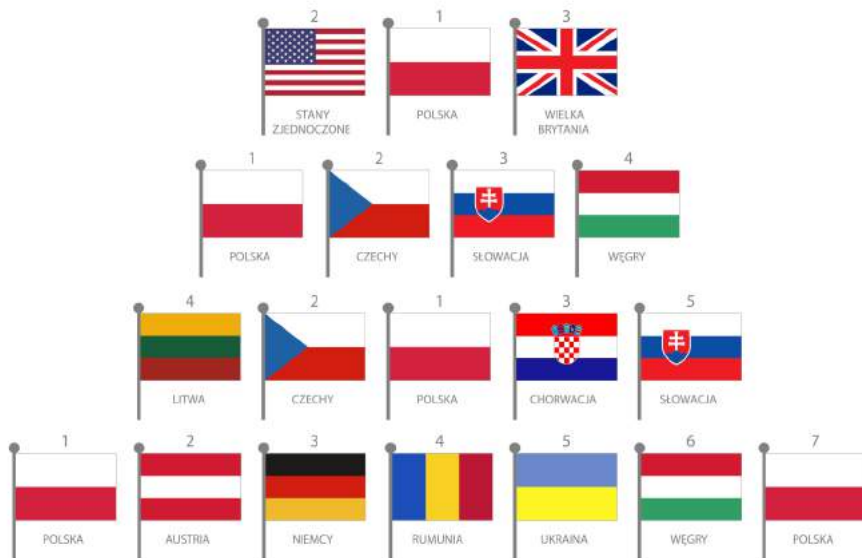 2 1 3
STANY
ZJEDNOCZONE
POLSKA
WIELKA
BRYTANIA
1 2 3 4
POLSKA CZECHY SŁOWACJA WĘGRY
4 2 1 3 5
LITWA CZECHY POLSKA CHORWACJA SŁOWACJA
1 2 3 4 5 6 7
POLSKA AUSTRIA NIEMCY RUMUNIA UKRAINA WĘGRY POLSKA